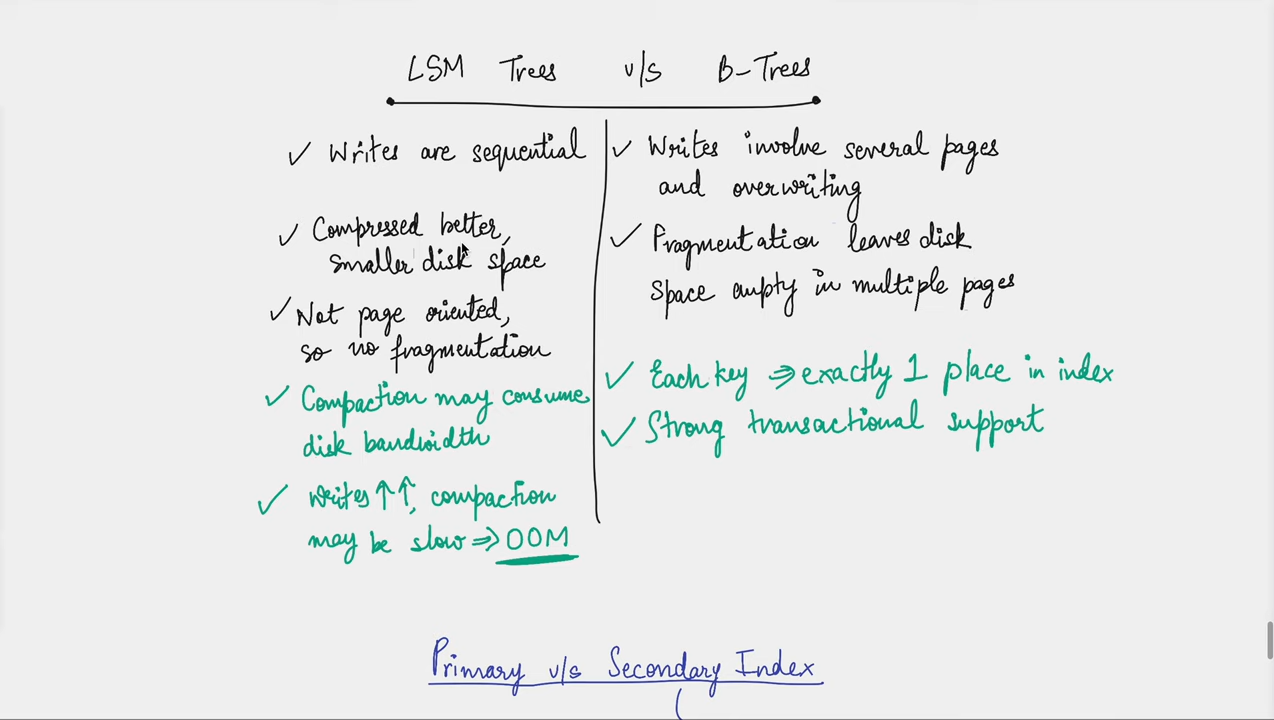 LSM Trees v/s B-Trees
✓ Writes are sequential
✓ Compressed better,
smaller disk space
✓ Not page oriented,
so no fragmentation
✓ Compaction may consume
disk bandwidth
✓ Writes ↑↑, compaction
may be slow ⇒ OOM
✓ Writes involve several pages
and overwriting
✓ Fragmentation leaves disk
space empty in multiple pages
✓ Each key ⇒ exactly 1 place in index
✓ Strong transactional support
Primary v/s Secondary Index